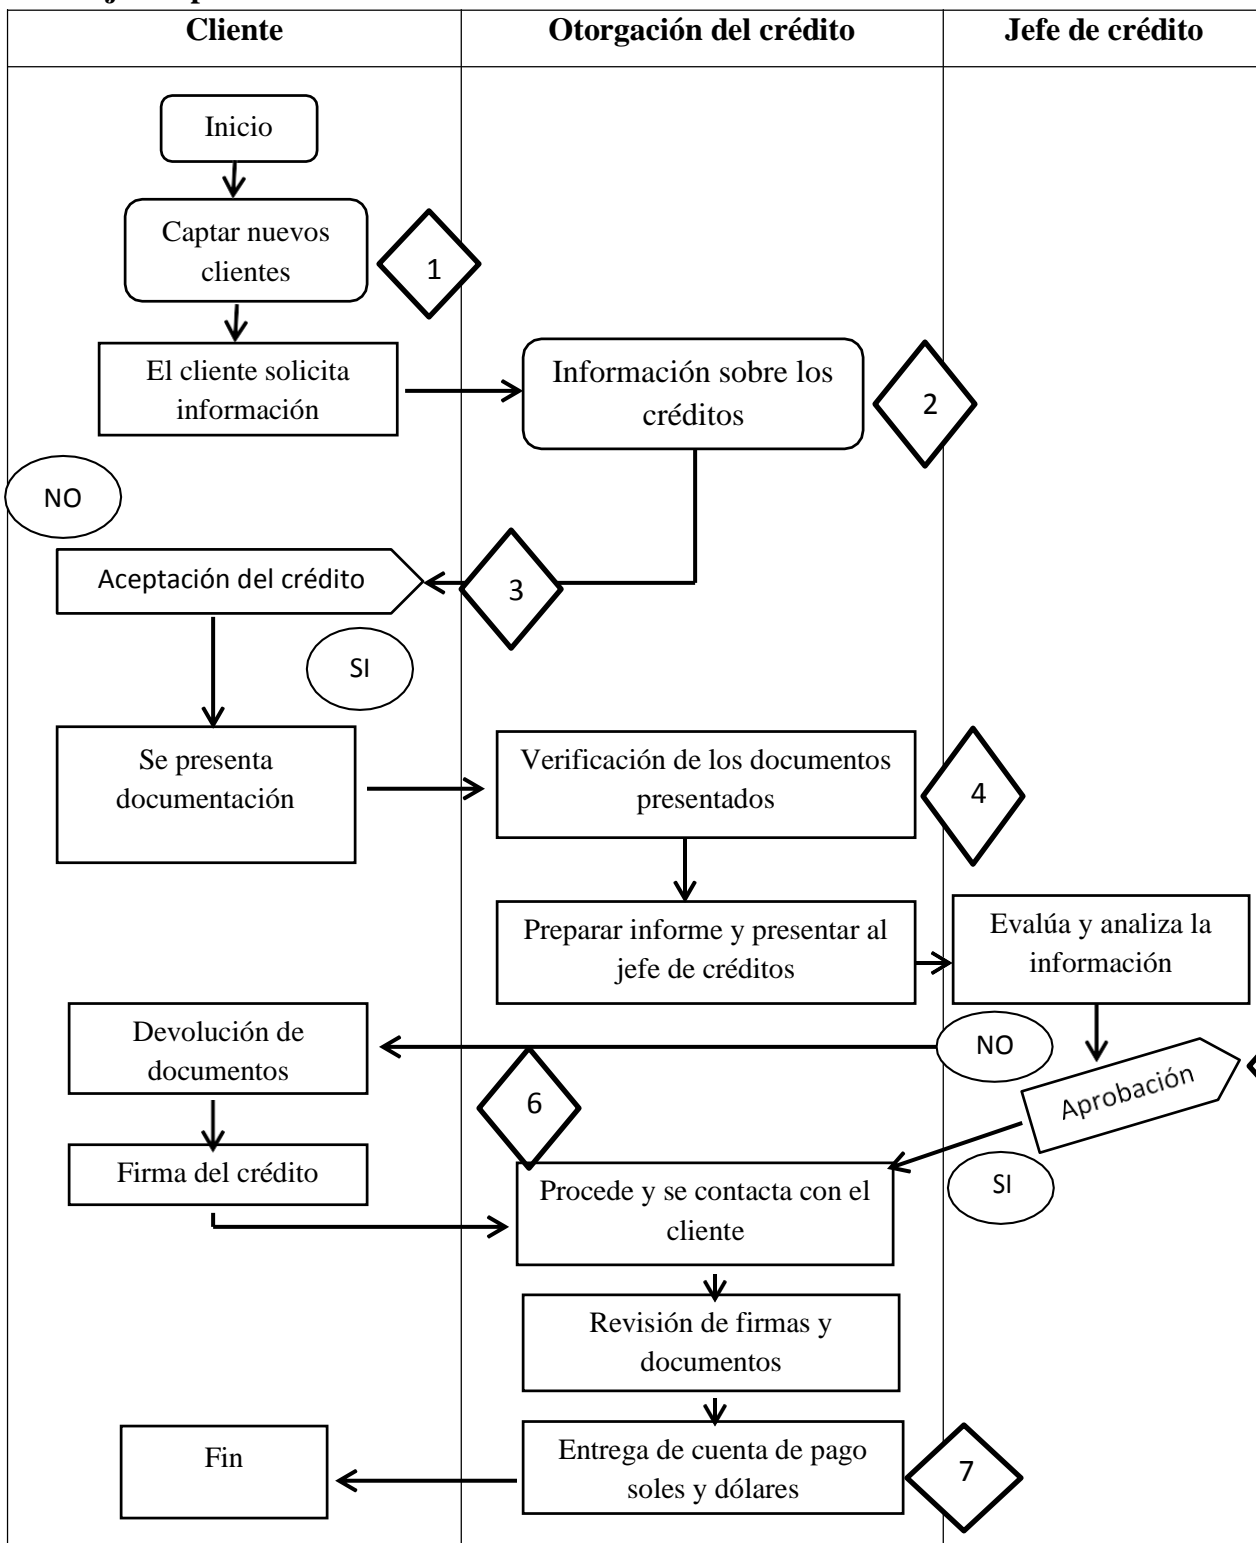 Cliente
Otorgación del crédito
Jefe de crédito
Inicio
Captar nuevos
clientes
1
El cliente solicita
información
Información sobre los
créditos
2
NO
Aceptación del crédito
3
SI
Se presenta
documentación
Verificación de los documentos
presentados
4
Preparar informe y presentar al
jefe de créditos
Evalúa y analiza la
información
Devolución de
documentos
NO
Aprobación
6
Firma del crédito
Procede y se contacta con el
cliente
SI
Revisión de firmas y
documentos
Fin
Entrega de cuenta de pago
soles y dólares
7